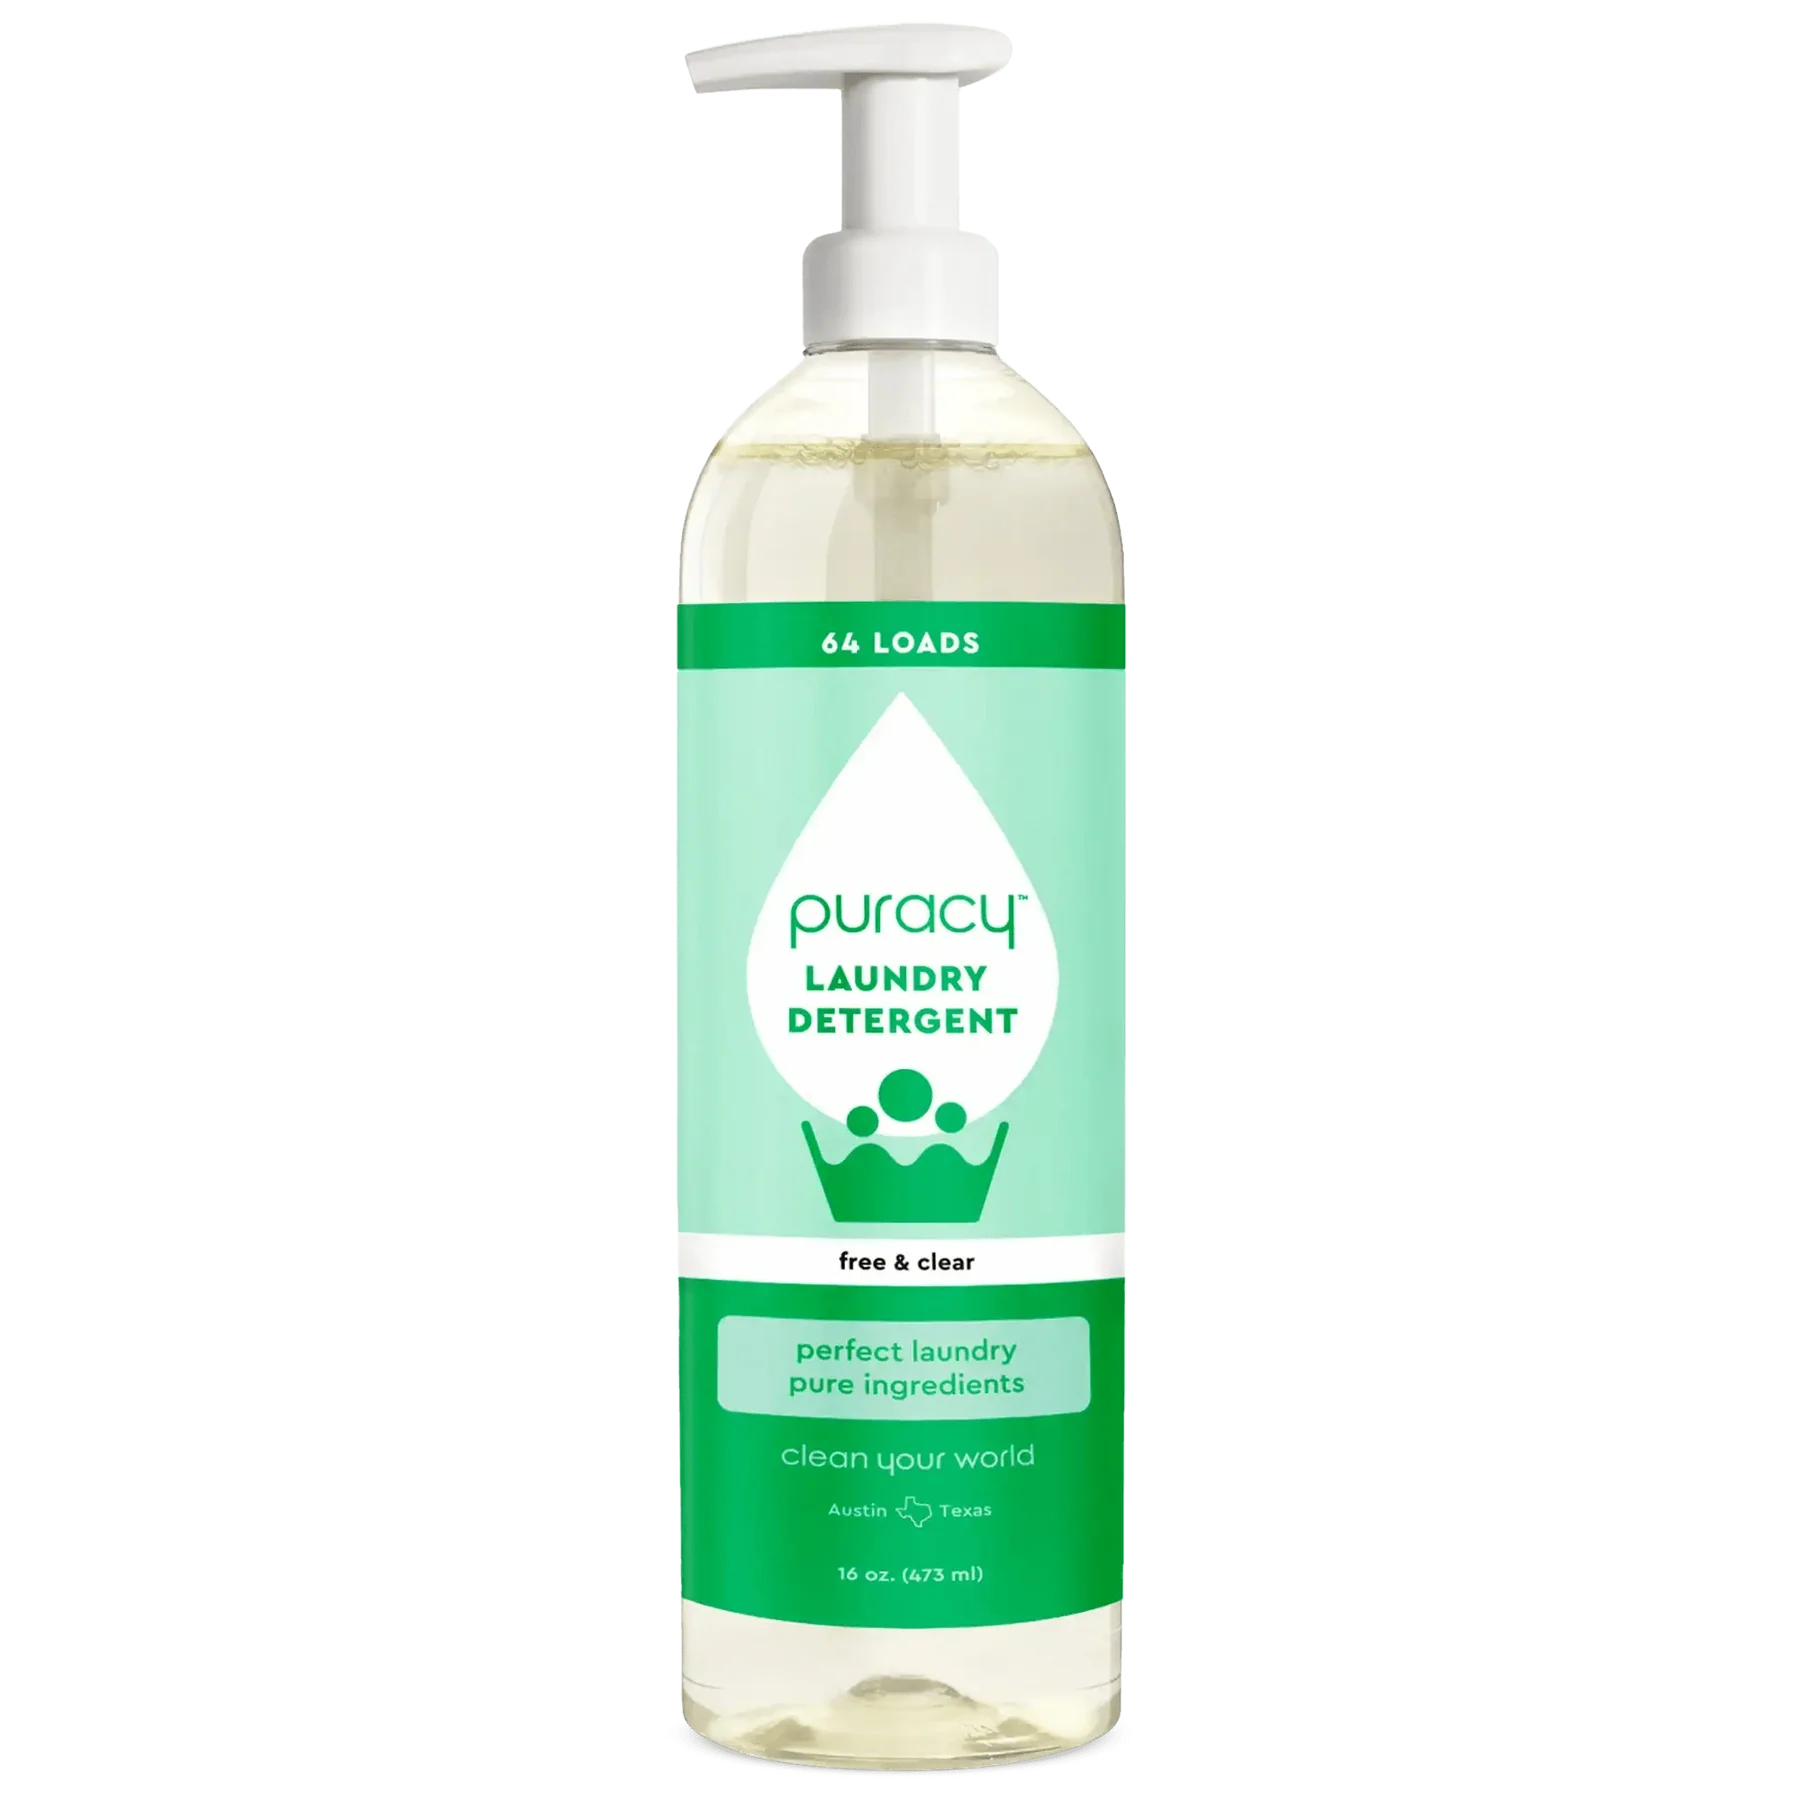 64 LOADS
puracy™
LAUNDRY
DETERGENT
free & clear
perfect laundry
pure ingredients
clean your world
Austin Texas
16 oz. (473 ml)